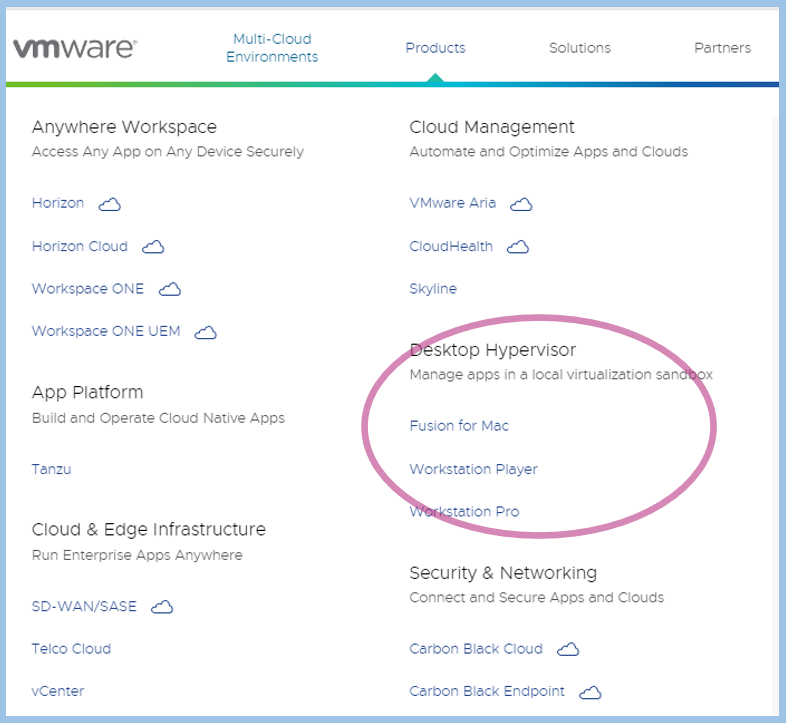 vmware®
Multi-Cloud
Environments
Products
Solutions
Partners
Anywhere Workspace
Access Any App on Any Device Securely
Horizon
Horizon Cloud
Workspace ONE
Workspace ONE UEM
App Platform
Build and Operate Cloud Native Apps
Tanzu
Cloud & Edge Infrastructure
Run Enterprise Apps Anywhere
SD-WAN/SASE
Telco Cloud
vCenter
Cloud Management
Automate and Optimize Apps and Clouds
VMware Aria
CloudHealth
Skyline
Desktop Hypervisor
Manage apps in a local virtualization sandbox
Fusion for Mac
Workstation Player
Workstation Pro
Security & Networking
Connect and Secure Apps and Clouds
Carbon Black Cloud
Carbon Black Endpoint